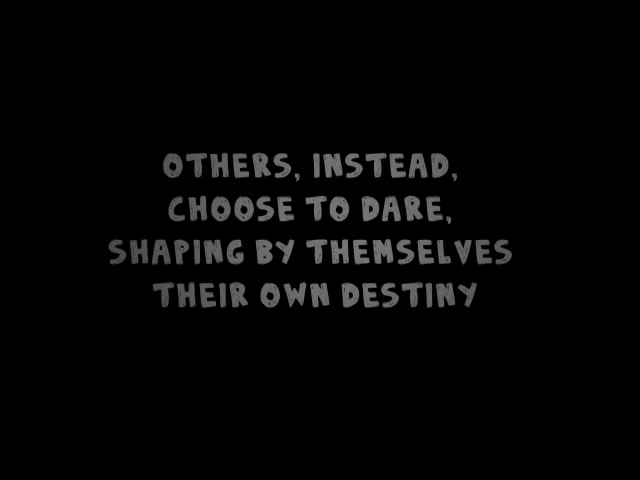 OTHERS, INSTEAD,
CHOOSE TO DARE,
SHAPING BY THEMSELVES
THEIR OWN DESTINY